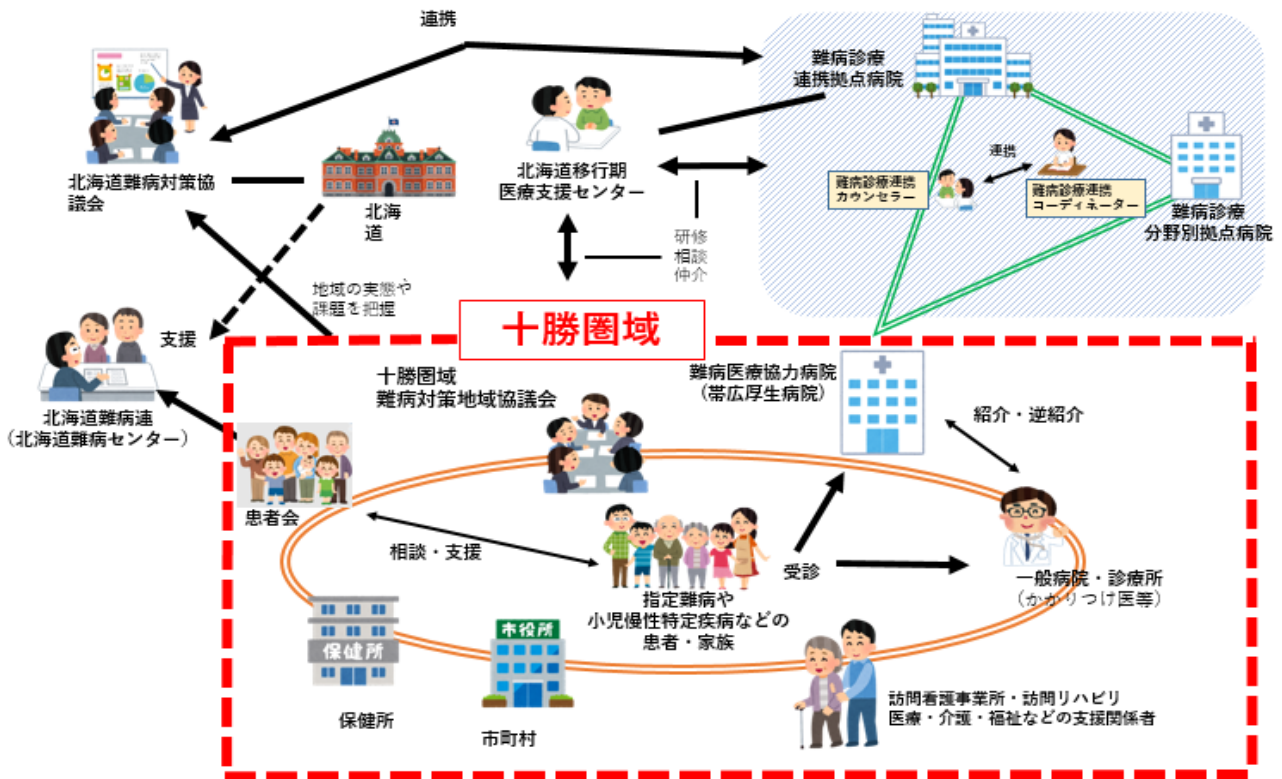 連携
難病診療
連携拠点病院
北海道難病対策協
議会
北海
道
北海道移行期
医療支援センター
連携
難病診療連携
カウンセラー
難病診療連携
コーディネーター
難病診療
分野別拠点病院
研修
相談
仲介
地域の実態や
課題を把握
支援
北海道難病連
(北海道難病センター)
十勝圏域
十勝圏域
難病対策地域協議会
難病医療協力病院
(帯広厚生病院)
紹介・逆紹介
患者会
相談・支援
受診
指定難病や
小児慢性特定疾病などの
患者・家族
一般病院・診療所
(かかりつけ医等)
保健所
保健所
市役所
市町村
訪問看護事業所・訪問リハビリ
医療・介護・福祉などの支援関係者